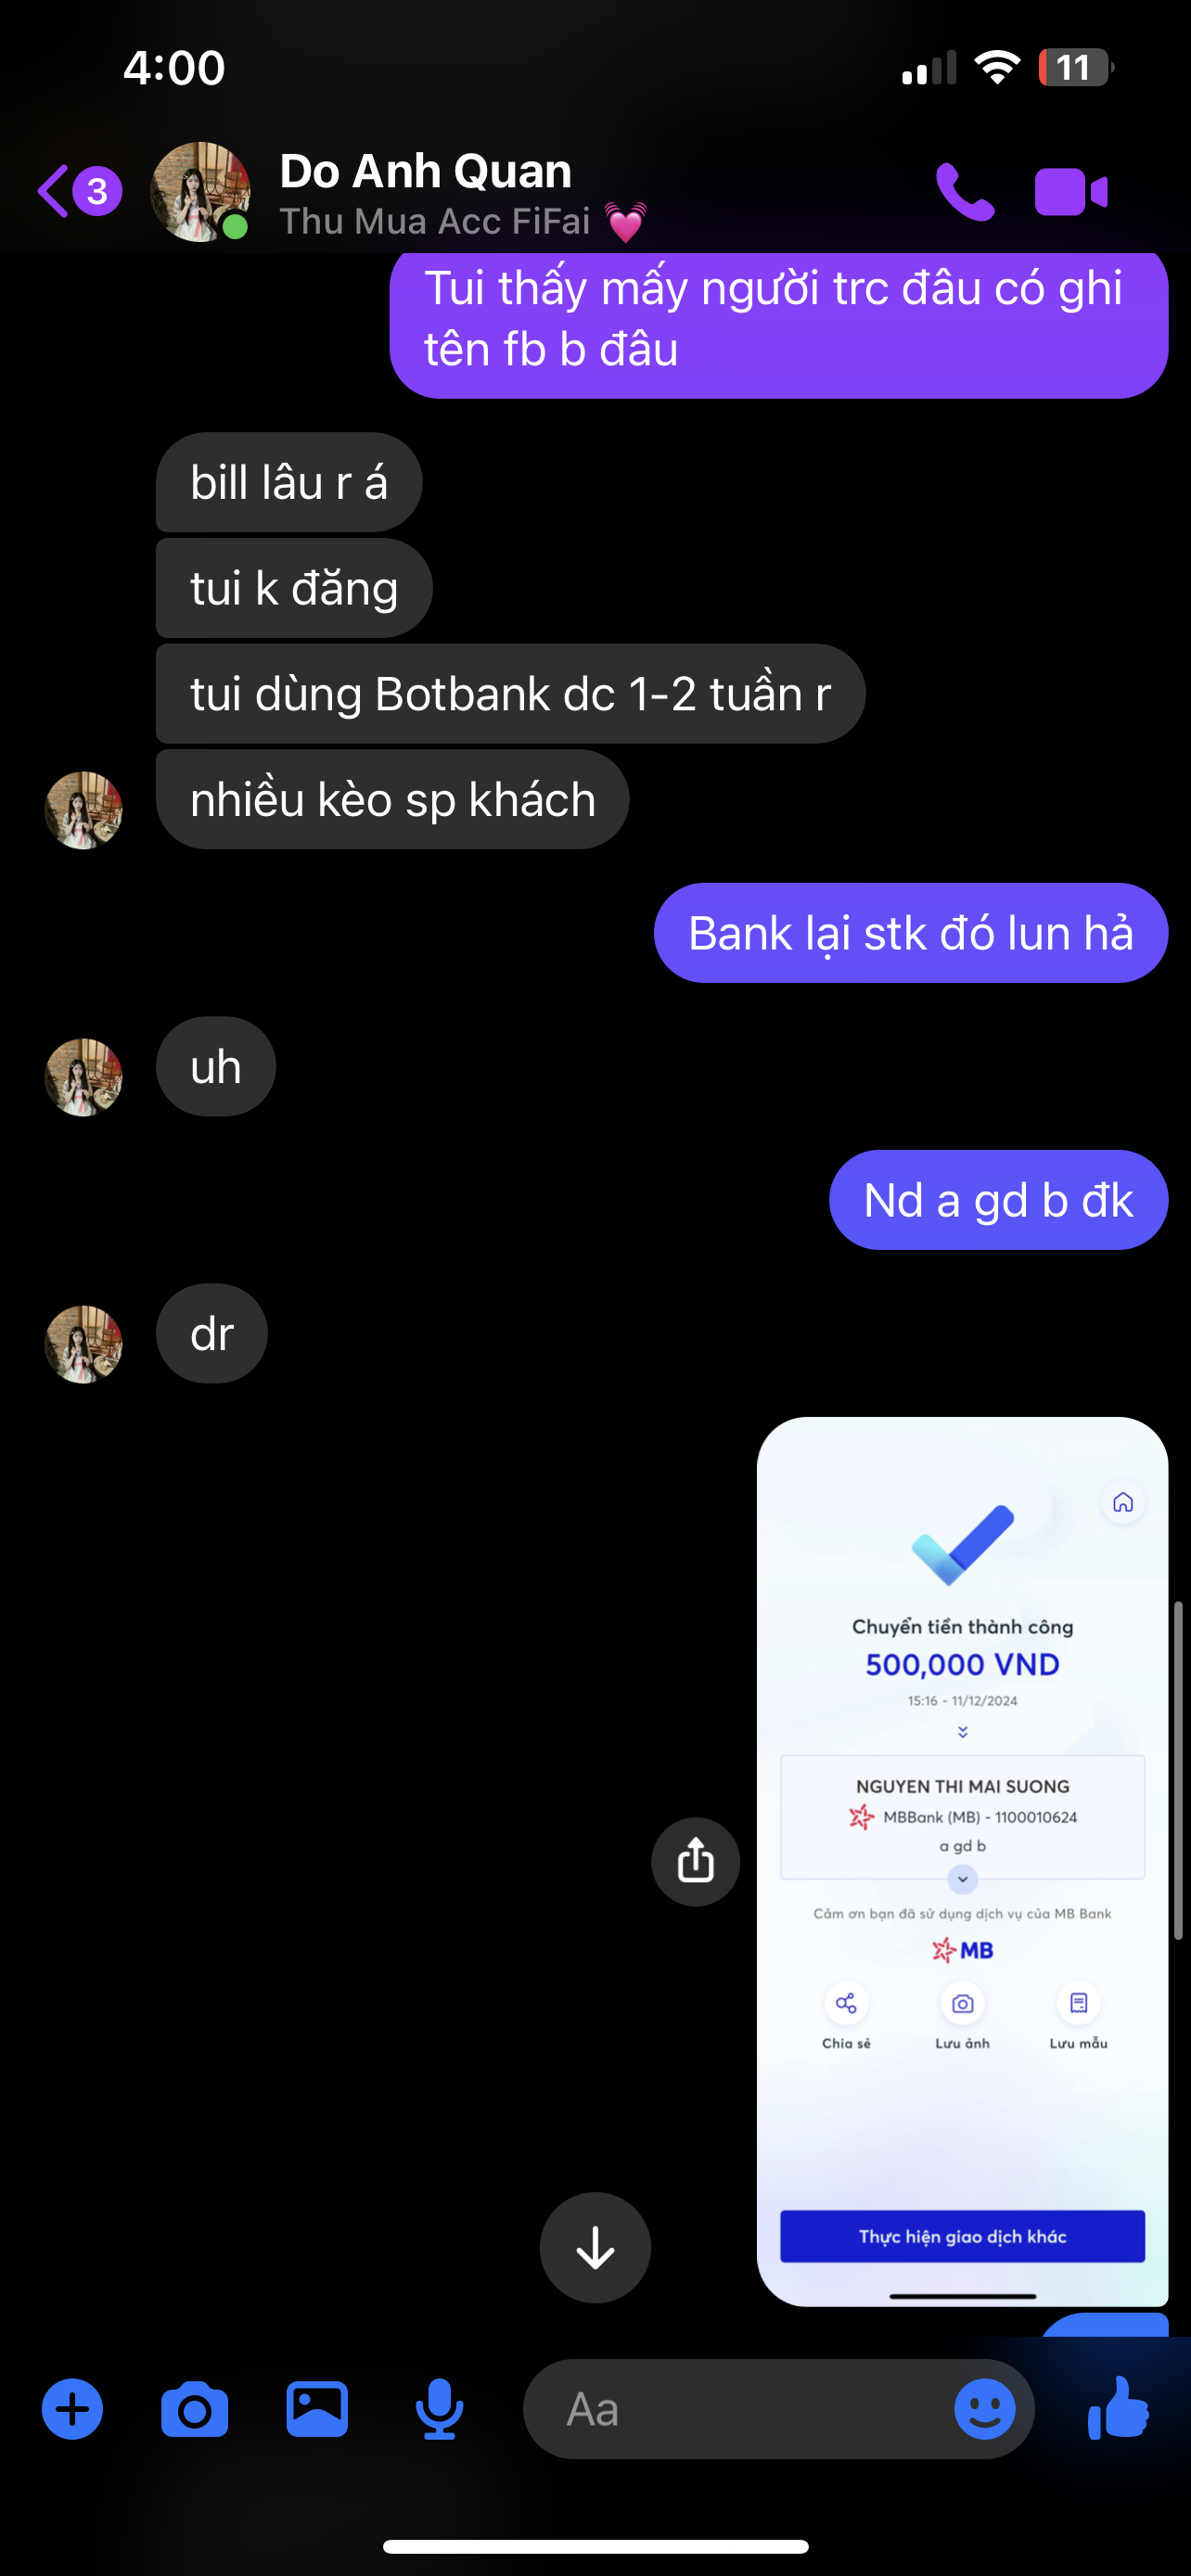 4:00
11
3
Do Anh Quan
Thu Mua Acc FiFai 💓
Tui thấy mấy người trc đâu có ghi
tên fb b đâu
bill lâu r á
tui k đăng
tui dùng Botbank dc 1-2 tuần r
nhiều kèo sp khách
Bank lại stk đó lun hả
uh
Nd a gd b đk
dr
Chuyển tiền thành công
500,000 VND
15:16 - 11/12/2024
NGUYEN THI MAI SUONG
MBBank (MB) - 1100010624
a gd b
Cảm ơn bạn đã sử dụng dịch vụ của MB Bank
MB
Chia sẻ
Lưu ảnh
Lưu mẫu
Thực hiện giao dịch khác
Aa